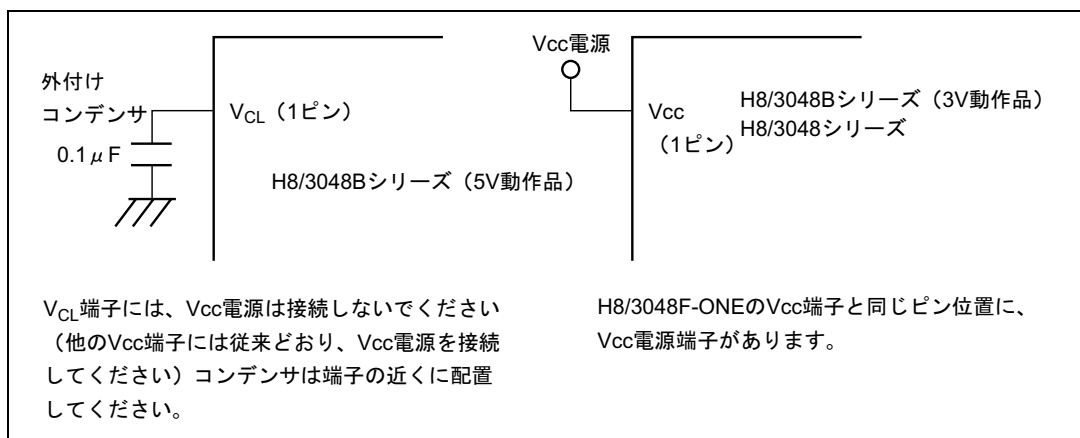 外付け
コンデンサ
0.1μF
VCL（1ピン）
H8/3048Bシリーズ（5V動作品）
VCL端子には、Vcc電源は接続しないでください
（他のVcc端子には従来どおり、Vcc電源を接続
してください）コンデンサは端子の近くに配置
してください。
Vcc電源
Vcc
（1ピン）
H8/3048Bシリーズ（3V動作品）
H8/3048シリーズ
H8/3048F-ONEのVcc端子と同じピン位置に、
Vcc電源端子があります。